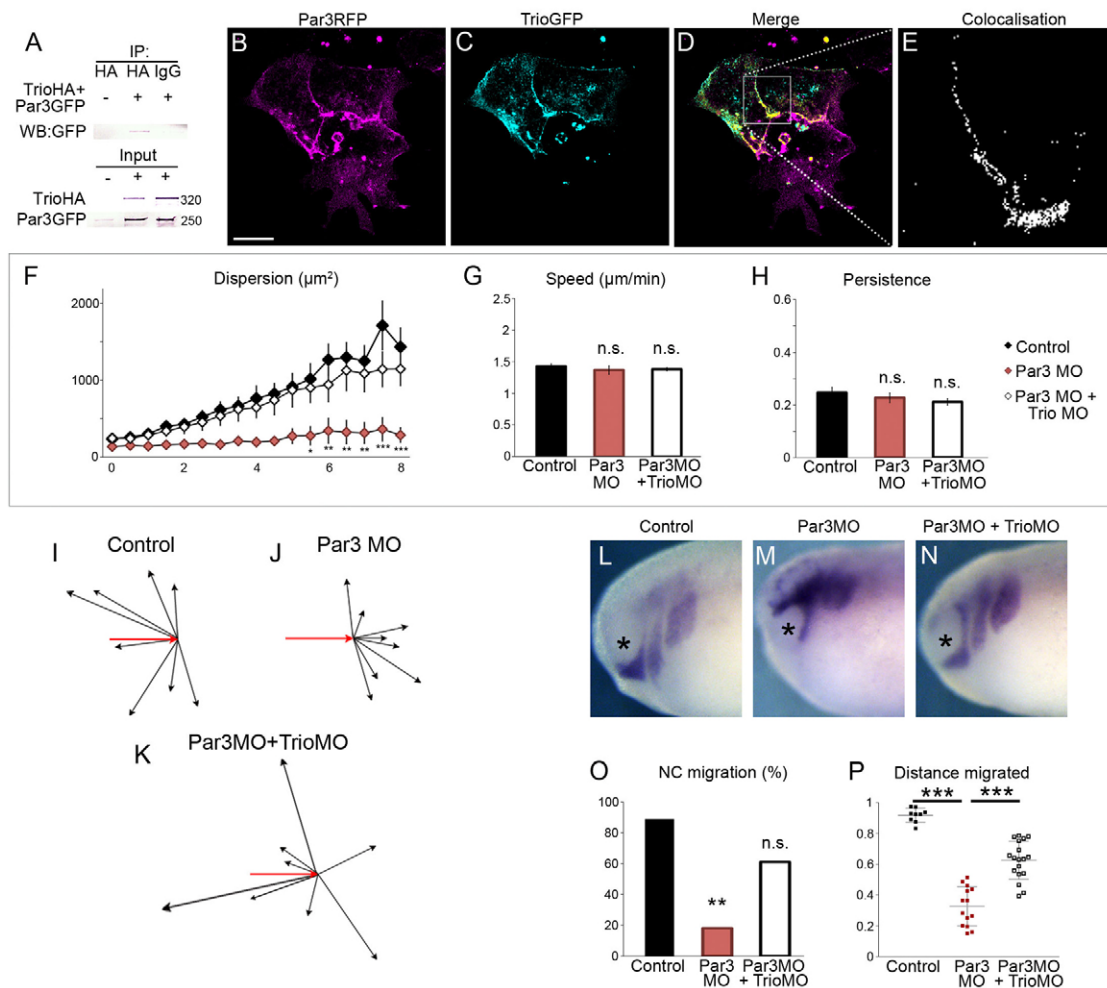 A
IP:
HA HA IgG
TrioHA+
Par3GFP - + +
WB:GFP
Input
- + +
TrioHA 320
Par3GFP 250
Par3RFP
B
TrioGFP
C
Merge
D
Colocalisation
E
F
Dispersion (µm²)
2000
1000
0
0 2 4 6 8
* ** ** ** *** ***
G
Speed (µm/min)
2.5
2
1.5
1
0.5
0
n.s. n.s.
Control Par3 MO Par3MO +TrioMO
H
Persistence
0.6
0.4
0.2
0
n.s. n.s.
Control Par3 MO Par3MO +TrioMO
Control
Par3 MO
Par3 MO +
Trio MO
I
Control
J
Par3 MO
K
Par3MO+TrioMO
Control
L
*
Par3MO
M
*
Par3MO + TrioMO
N
*
O
NC migration (%)
100
80
60
40
20
0
**
n.s.
Control Par3 MO Par3MO + TrioMO
P
Distance migrated
*** ***
1
0.8
0.6
0.4
0.2
0
Control Par3 MO Par3MO + TrioMO